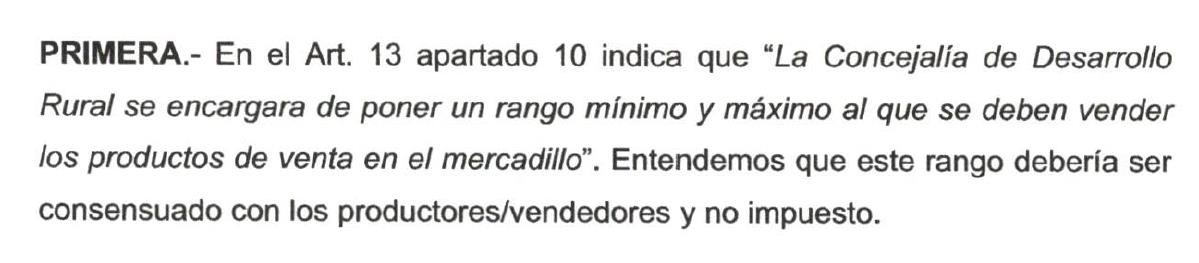 PRIMERA.- En el Art. 13 apartado 10 indica que “La Concejalía de Desarrollo
Rural se encargara de poner un rango mínimo y máximo al que se deben vender
los productos de venta en el mercadillo”. Entendemos que este rango debería ser
consensuado con los productores/vendedores y no impuesto.